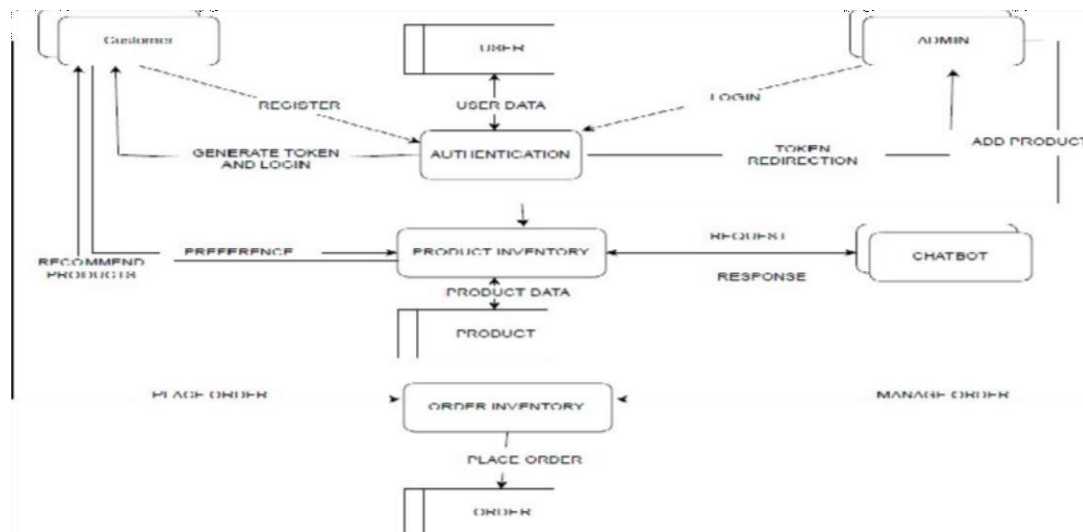 Customer
USER
ADMIN
REGISTER
USER DATA
LOGIN
GENERATE TOKEN
AND LOGIN
AUTHENTICATION
TOKEN
REDIRECTION
ADD PRODUCT
PREFERENCE
RECOMMEND
PRODUCTS
PRODUCT INVENTORY
REQUEST
RESPONSE
CHATBOT
PRODUCT DATA
PRODUCT
PLACE ORDER
ORDER INVENTORY
MANAGE ORDER
PLACE ORDER
ORDER